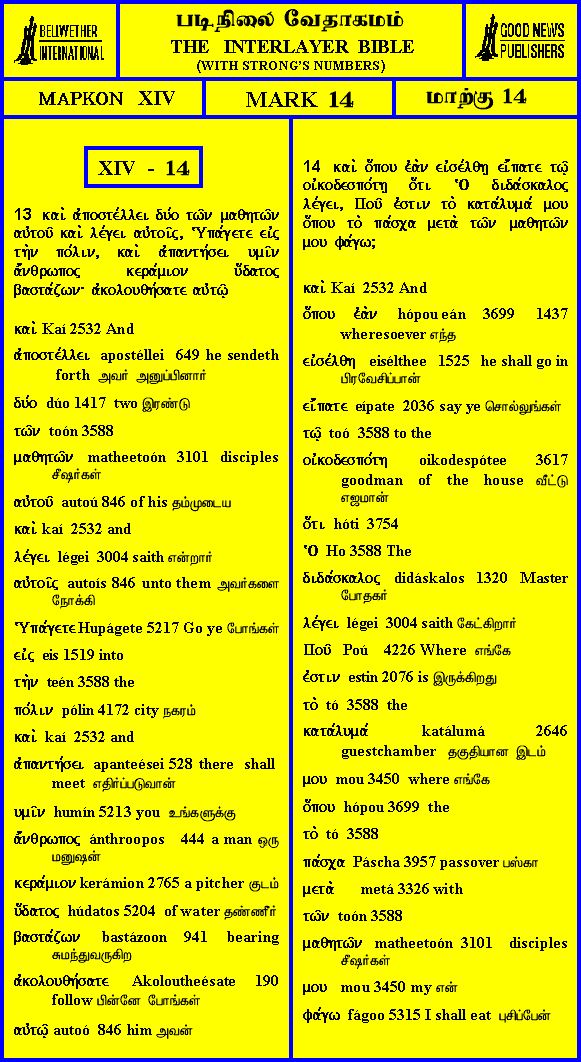 BELLWETHER
INTERNATIONAL
படிநிலை வேதாகமம்
THE INTERLAYER BIBLE
(WITH STRONG'S NUMBERS)
GOOD NEWS
PUBLISHERS
ΜΑΡΚΟΝ XIV
MARK 14
மாற்கு 14
XIV - 14
13 καὶ ἀποστέλλει δύο τῶν μαθητῶν
αὐτοῦ καὶ λέγει αὐτοῖς, Ὑπάγετε εἰς
τὴν πόλιν, καὶ ἀπαντήσει υμῖν
ἄνθρωπος κεράμιον ὕδατος
βαστάζων· ἀκολουθήσατε αὐτῷ
καὶ Kaí 2532 And
ἀποστέλλει apostéllei 649 he sendeth
forth அவர் அனுப்பினார்
δύο dúo 1417 two இரண்டு
τῶν toón 3588
μαθητῶν matheetoón 3101 disciples
சீஷர்கள்
αὐτοῦ autoú 846 of his தம்முடைய
καὶ kaí 2532 and
λέγει légei 3004 saith என்றார்
αὐτοῖς autoís 846 unto them அவர்களை
நோக்கி
Ὑπάγετε Hupágete 5217 Go ye போங்கள்
εἰς eis 1519 into
τὴν teén 3588 the
πόλιν pólin 4172 city நகரம்
καὶ kaí 2532 and
ἀπαντήσει apanteései 528 there shall
meet எதிர்ப்படுவான்
υμῖν humín 5213 you உங்களுக்கு
ἄνθρωπος ánthroopos 444 a man ஒரு
மனுஷன்
κεράμιον kerámion 2765 a pitcher குடம்
ὕδατος húdatos 5204 of water தண்ணீர்
βαστάζων bastázoon 941 bearing
சுமந்துவருகிற
ἀκολουθήσατε Akoloutheésate 190
follow பின்னே போங்கள்
αὐτῷ autoó 846 him அவன்
14 καὶ ὅπου ἐὰν εἰσέλθῃ εἴπατε τῷ
οἰκοδεσπότῃ ὅτι Ὁ διδάσκαλος
λέγει, Ποῦ ἐστιν τὸ κατάλυμά μου
ὅπου τὸ πάσχα μετὰ τῶν μαθητῶν
μου φάγω;
καὶ Kaí 2532 And
ὅπου ἐὰν hópou eán 3699 1437
wheresoever எந்த
εἰσέλθη eisélthee 1525 he shall go in
பிரவேசிப்பான்
εἴπατε eípate 2036 say ye சொல்லுங்கள்
τῷ toó 3588 to the
οἰκοδεσπότη oikodespótee 3617
goodman of the house வீட்டு
எஜமான்
ὅτι hóti 3754
Ὁ Ho 3588 The
διδάσκαλος didáskalos 1320 Master
போதகர்
λέγει légei 3004 saith கேட்கிறார்
Ποῦ Poú 4226 Where எங்கே
ἐστιν estin 2076 is இருக்கிறது
τὸ tó 3588 the
κατάλυμά katálumá 2646
guestchamber தகுதியான இடம்
μου mou 3450 where எங்கே
ὅπου hópou 3699 the
τὸ tó 3588
πάσχα Páscha 3957 passover பஸ்கா
μετὰ metá 3326 with
τῶν toón 3588
μαθητῶν matheetoón 3101 disciples
சீஷர்கள்
μου mou 3450 my என்
φάγω fágoo 5315 I shall eat புசிப்பேன்